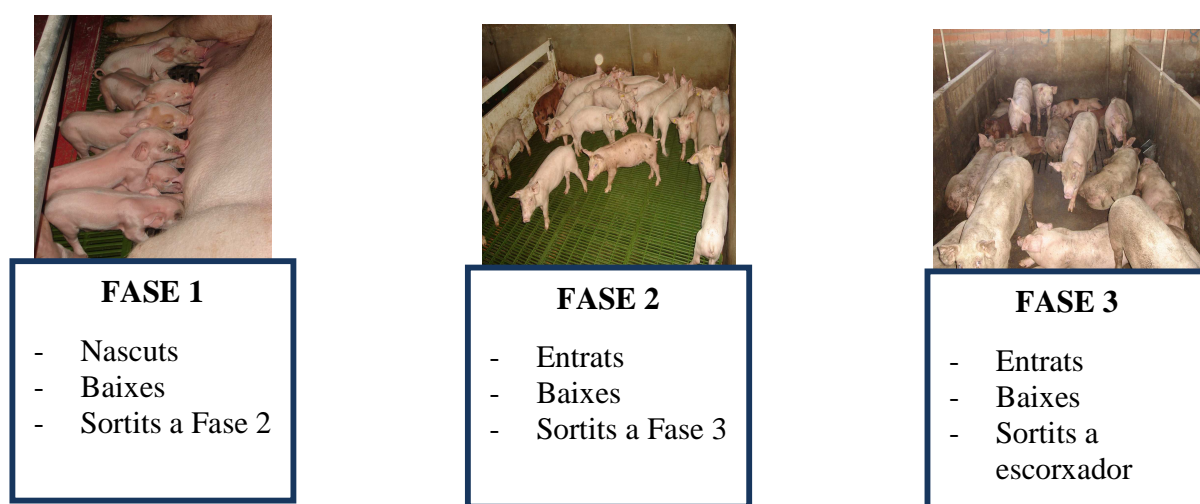 FASE 1
- Nascuts
- Baixes
- Sortits a Fase 2
FASE 2
- Entrats
- Baixes
- Sortits a Fase 3
FASE 3
- Entrats
- Baixes
- Sortits a
escorxador